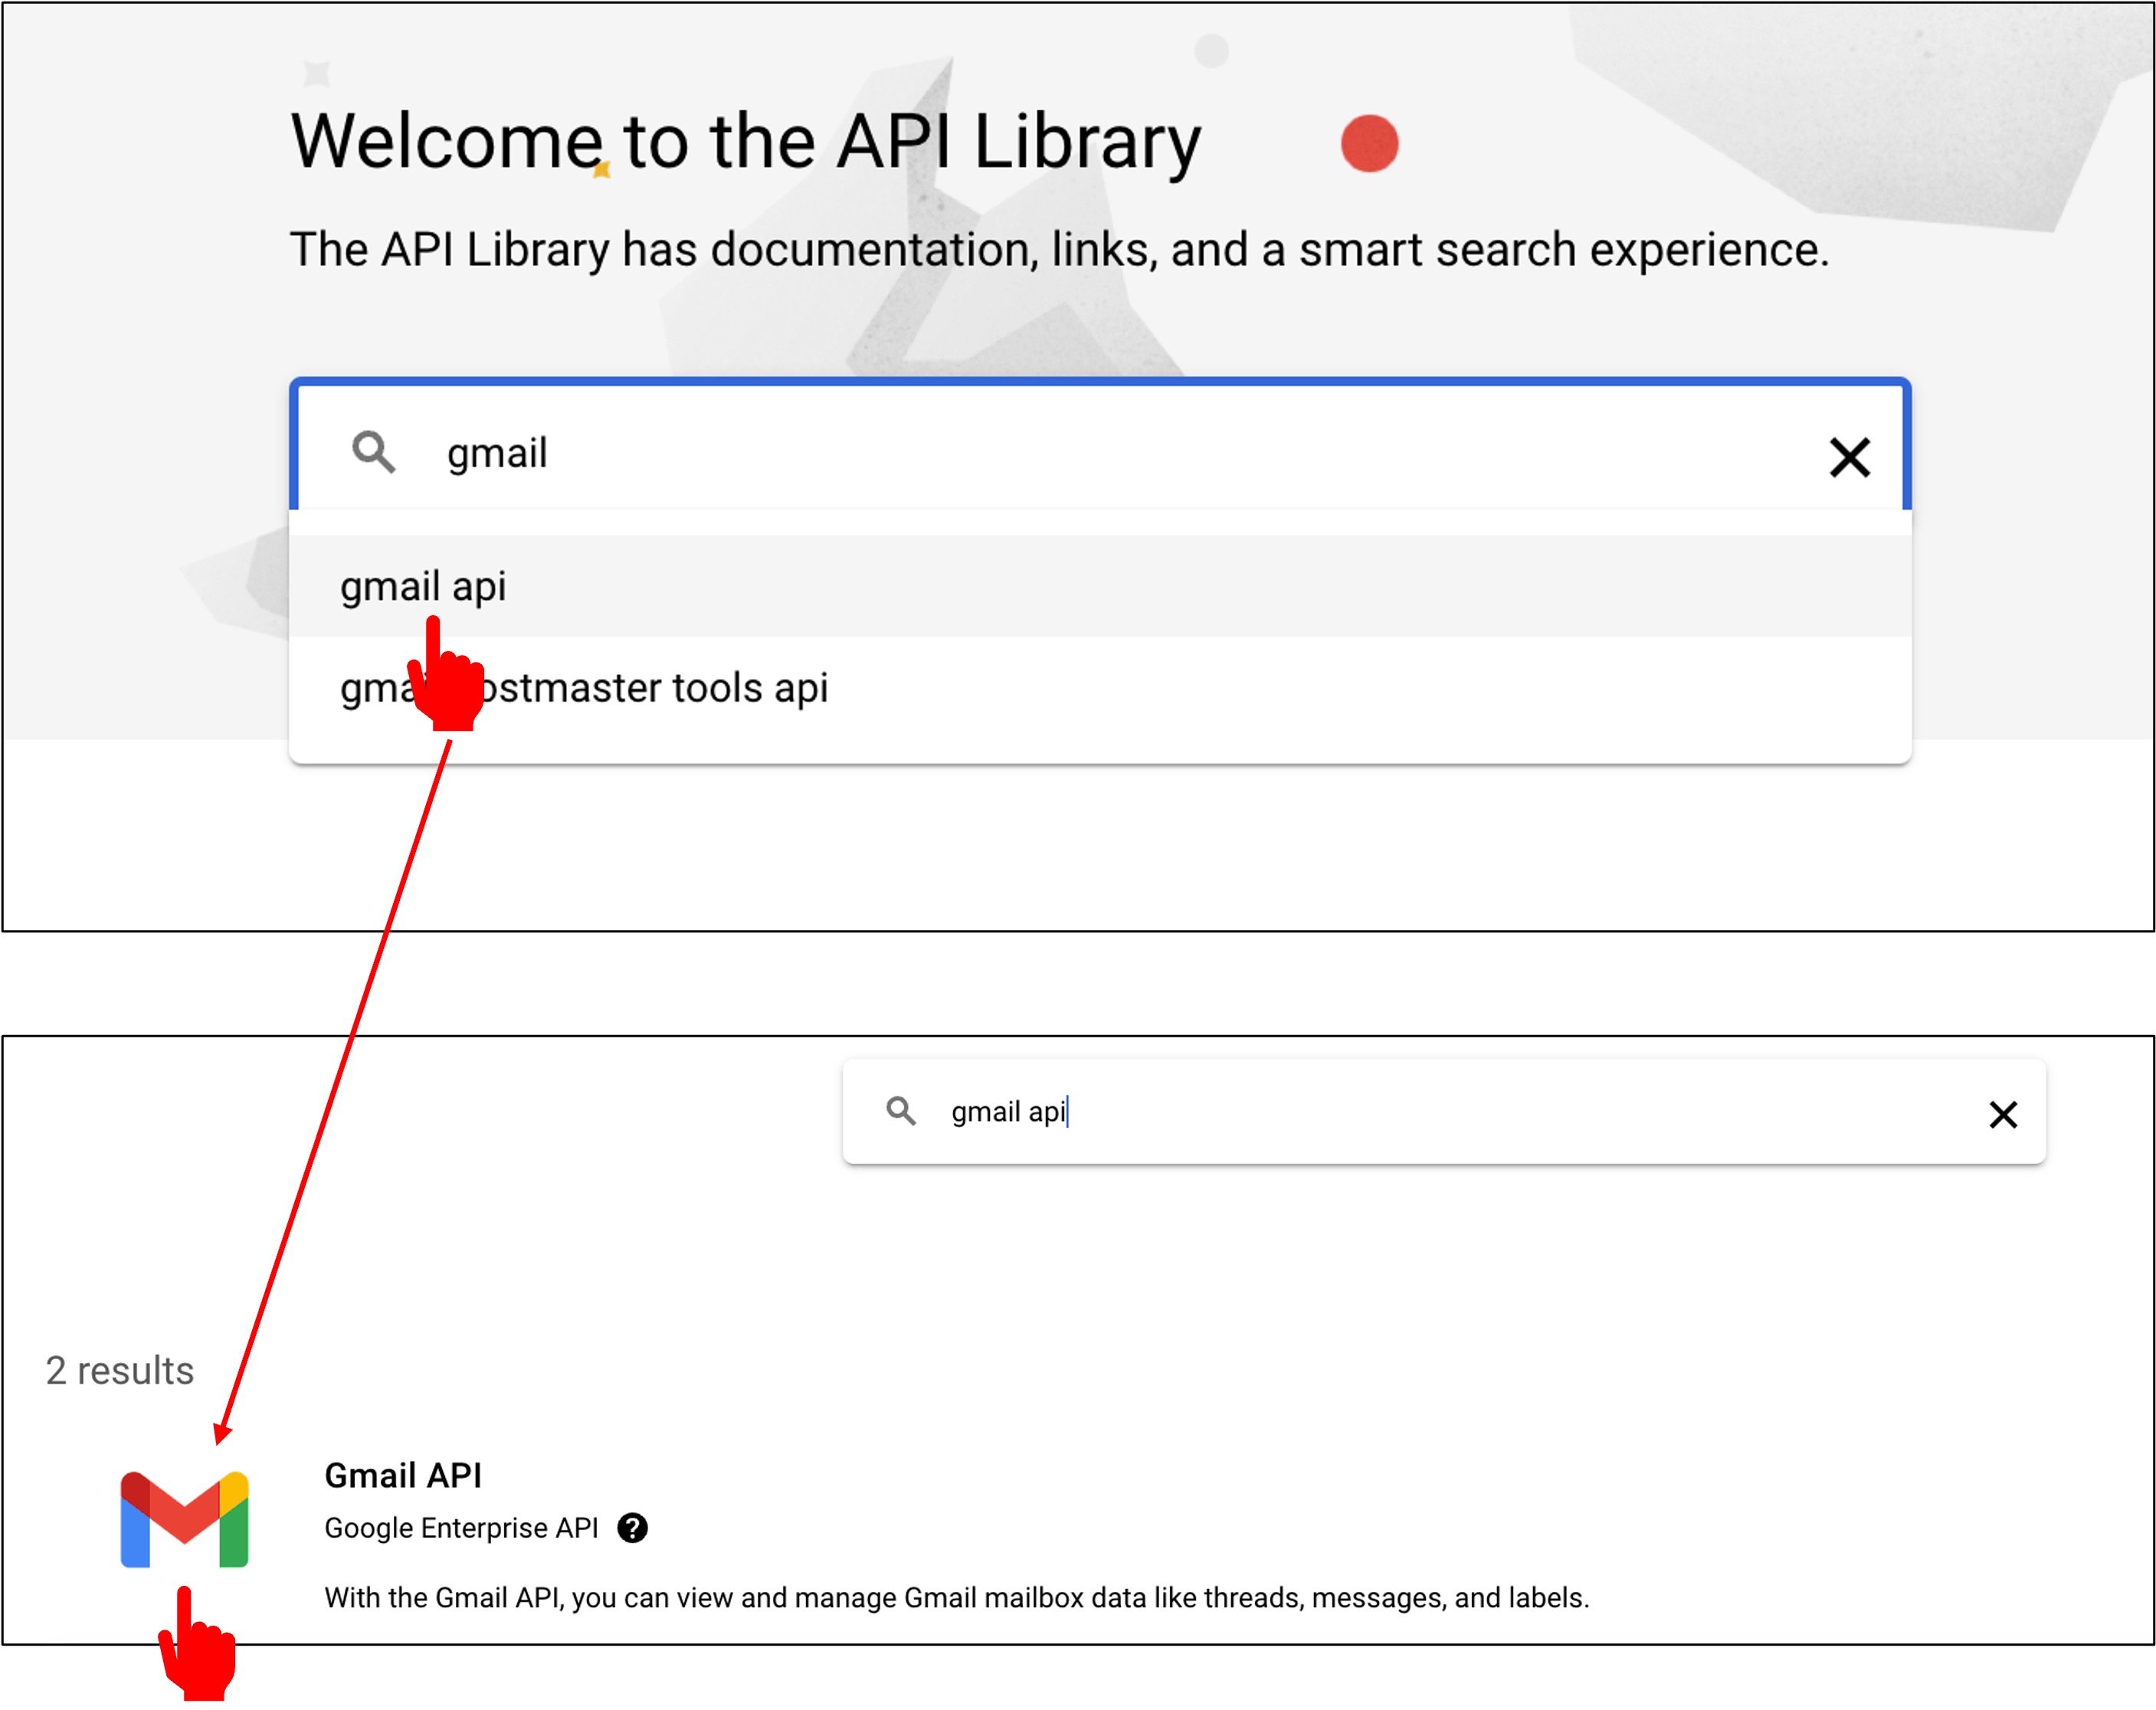 Welcome to the API Library
The API Library has documentation, links, and a smart search experience.
gmail
gmail api
gma ostmaster tools api
gmail api
2 results
Gmail API
Google Enterprise API ?
With the Gmail API, you can view and manage Gmail mailbox data like threads, messages, and labels.